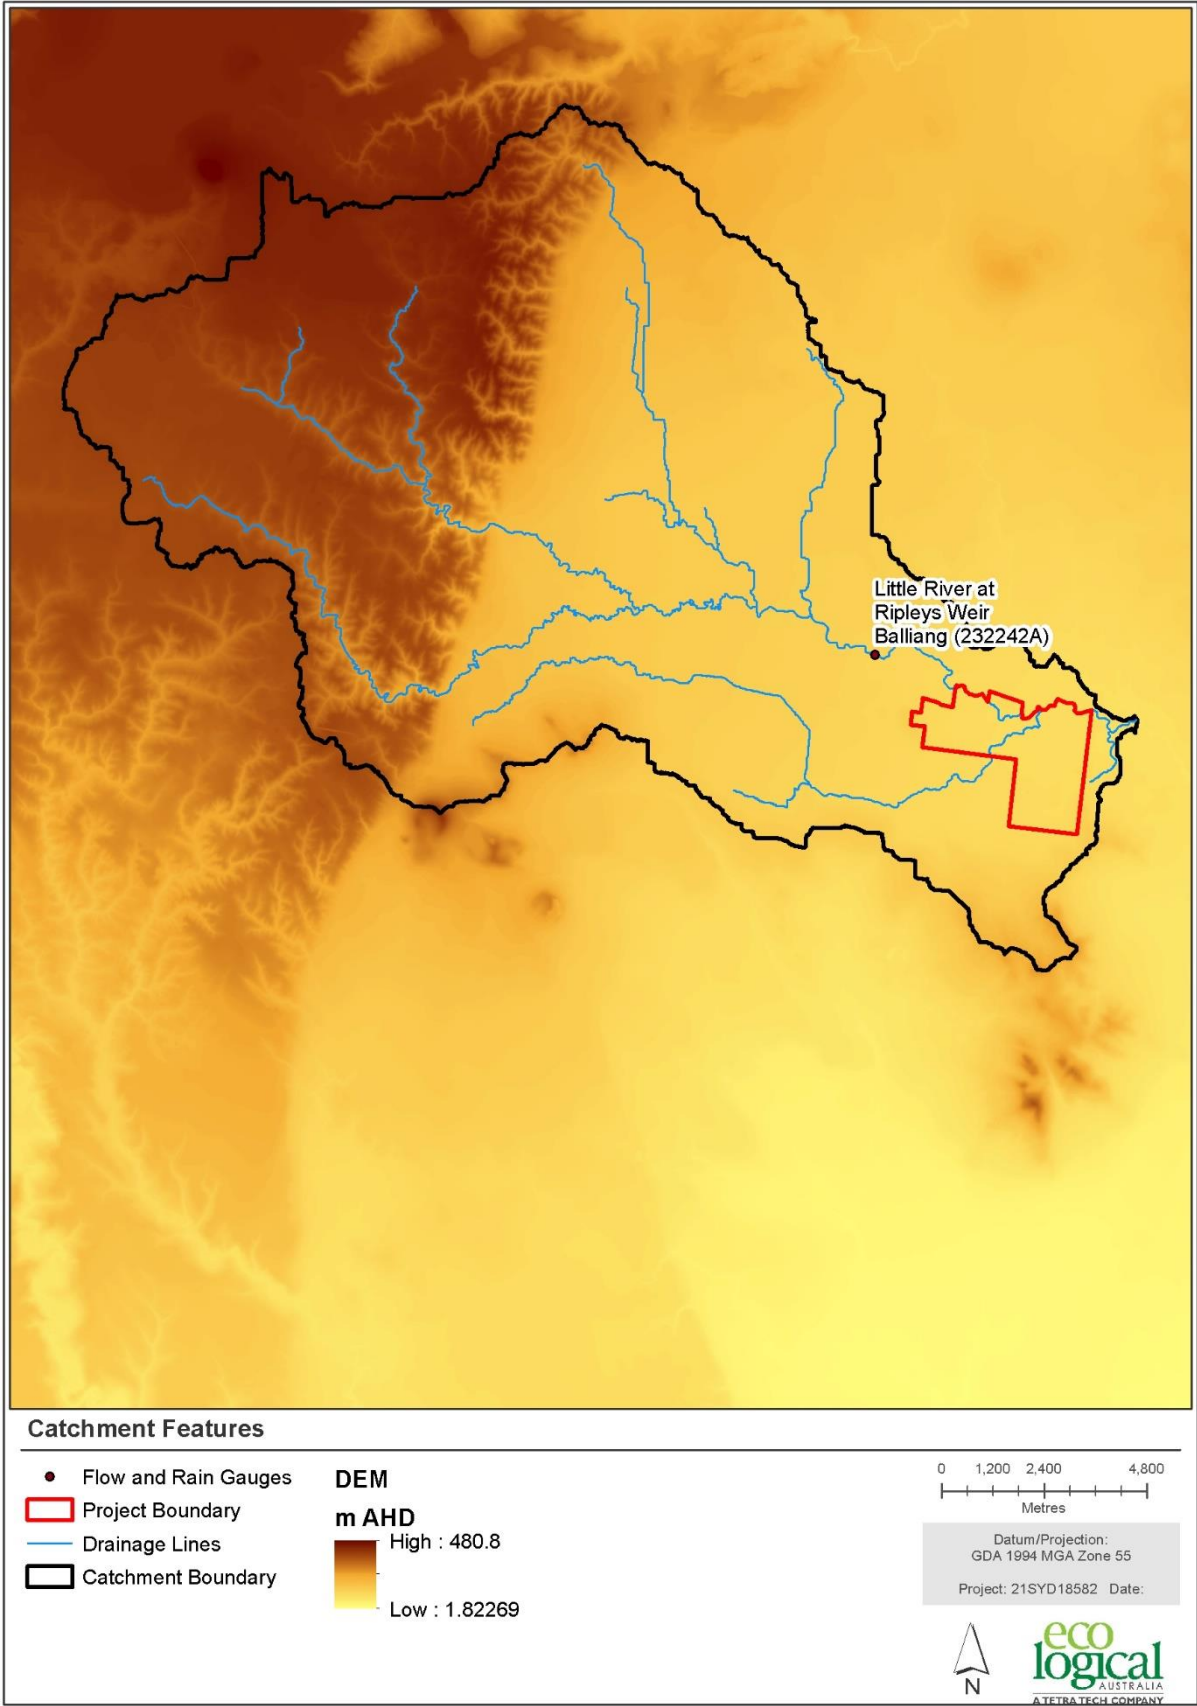 Little River at
Ripleys Weir
Balliang (232242A)
Catchment Features
Flow and Rain Gauges
Project Boundary
Drainage Lines
Catchment Boundary
DEM
m AHD
High : 480.8
Low : 1.82269
0 1,200 2,400 4,800
Metres
Datum/Projection:
GDA 1994 MGA Zone 55
Project: 21SYD18582 Date:
N
eco
logical
AUSTRALIA
A TETRA TECH COMPANY